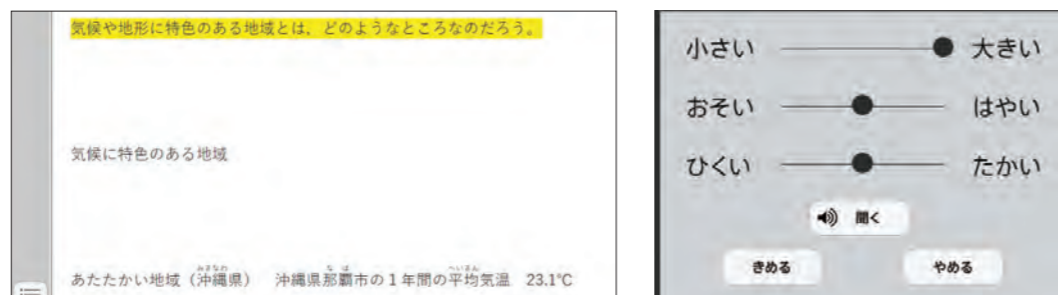 気候や地形に特色のある地域とは，どのようなところなのだろう。
気候に特色のある地域
あたたかい地域（沖縄県） 沖縄県那覇市の１年間の平均気温 23.1℃
小さい 大きい
おそい はやい
ひくい たかい
聞く
きめる やめる